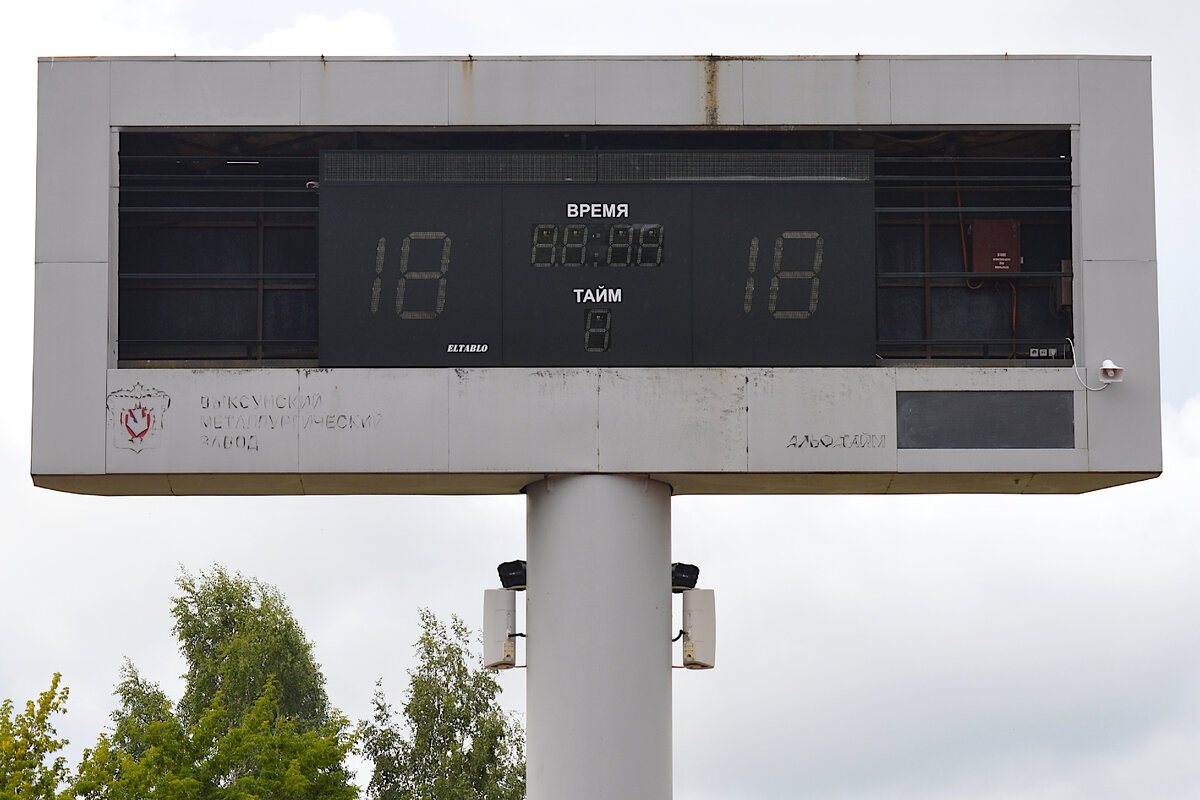 ВРЕМЯ
ТАЙМ
ELTABLO
ВЫКСУНСКИЙ
МЕТАЛЛУРГИЧЕСКИЙ
ЗАВОД